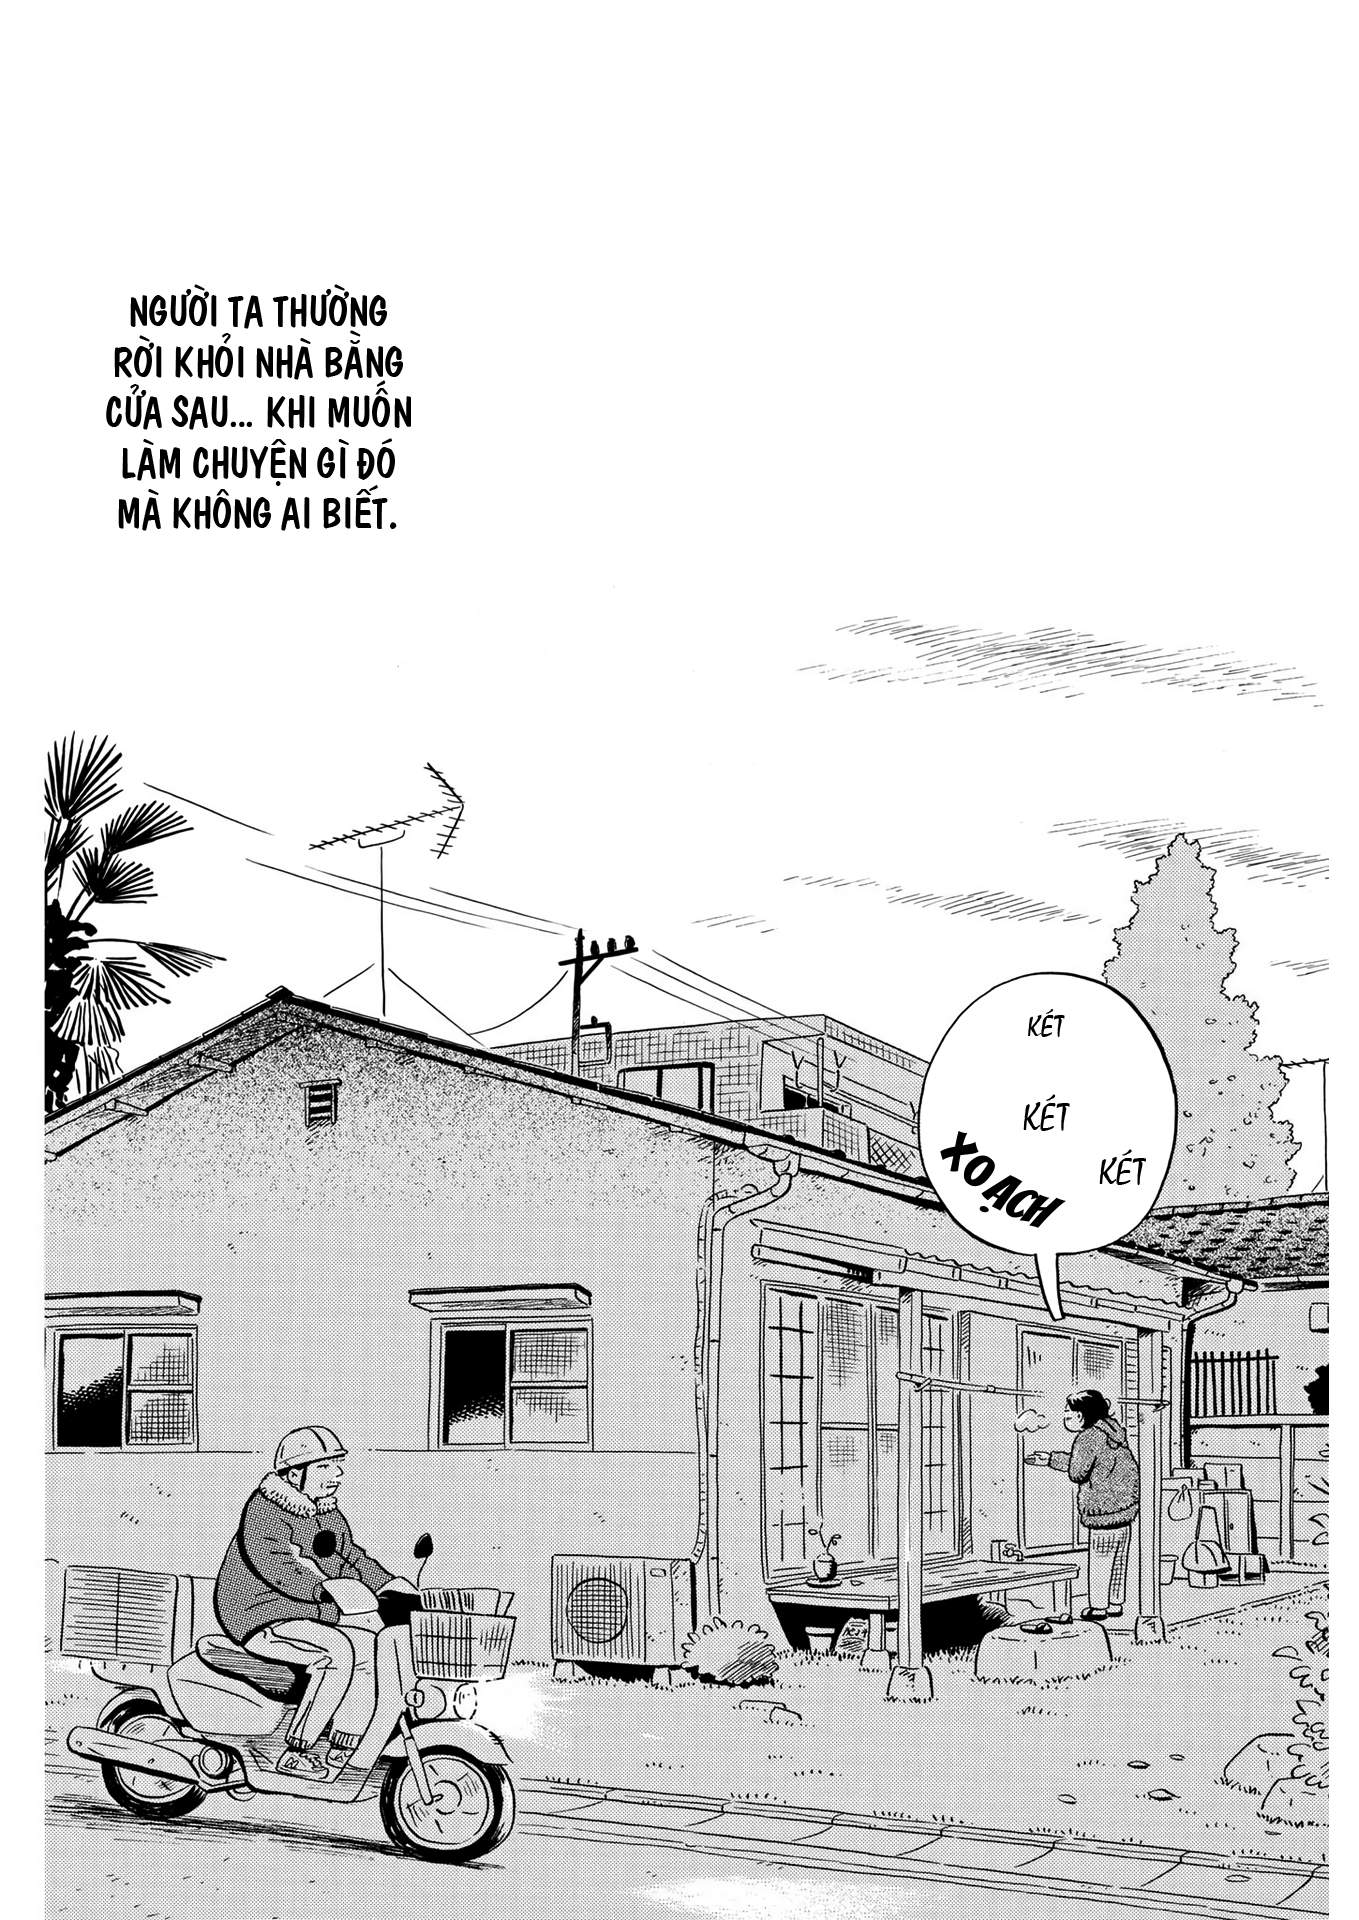 NGƯỜI TA THƯỜNG
RỜI KHỎI NHÀ BẰNG
CỬA SAU... KHI MUỐN
LÀM CHUYỆN GÌ ĐÓ
MÀ KHÔNG AI BIẾT.
KÉT
KÉT
KÉT
XOẠCH